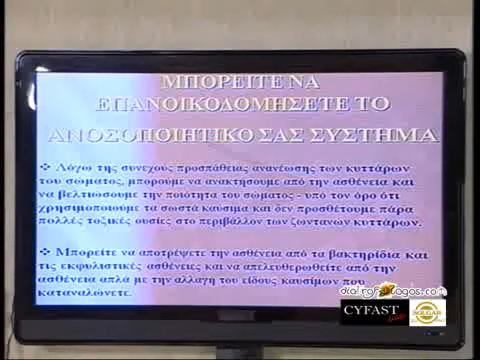 ΜΠΟΡΕΙΤΕ ΝΑ
ΕΠΑΝΟΙΚΟΔΟΜΗΣΕΤΕ ΤΟ
ΑΝΟΣΟΠΟΙΗΤΙΚΟ ΣΑΣ ΣΥΣΤΗΜΑ
❖ Λόγω της συνεχούς προσπάθειας ανανέωσης των κυττάρων
του σώματος, μπορούμε να ανακτήσουμε από την ασθένεια και
να βελτιώσουμε την ποιότητα του σώματος - υπό τον όρο ότι
χρησιμοποιούμε τα σωστά καύσιμα και δεν προσθέτουμε πάρα
πολλές τοξικές ουσίες στο περιβάλλον των ζωντανών κυττάρων.
❖ Μπορείτε να αποτρέψετε την ασθένεια από τα βακτηρίδια και
τις εκφυλιστικές ασθένειες και να απελευθερωθείτε από την
ασθένεια απλά με την αλλαγή του είδους καυσίμων που
καταναλώνετε.
CYFAST
SOLGAR